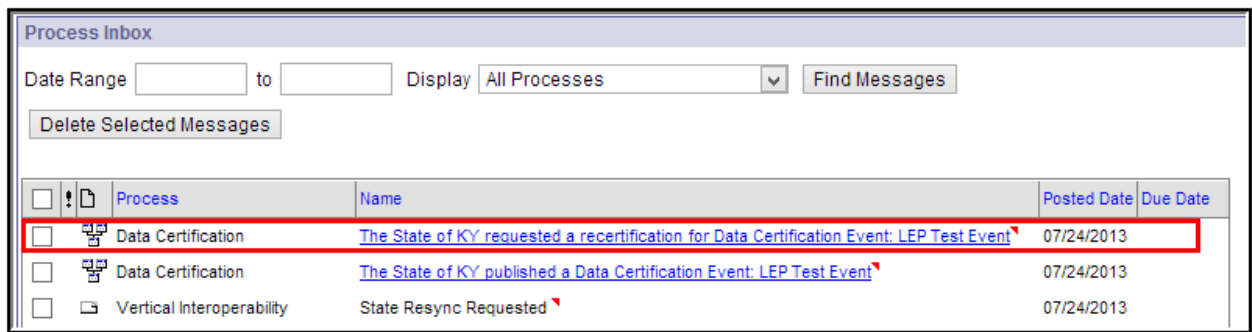 Process Inbox
Date Range to Display All Processes Find Messages
Delete Selected Messages
Process Name Posted Date Due Date
Data Certification The State of KY requested a recertification for Data Certification Event: LEP Test Event 07/24/2013
Data Certification The State of KY published a Data Certification Event: LEP Test Event 07/24/2013
Vertical Interoperability State Resync Requested 07/24/2013